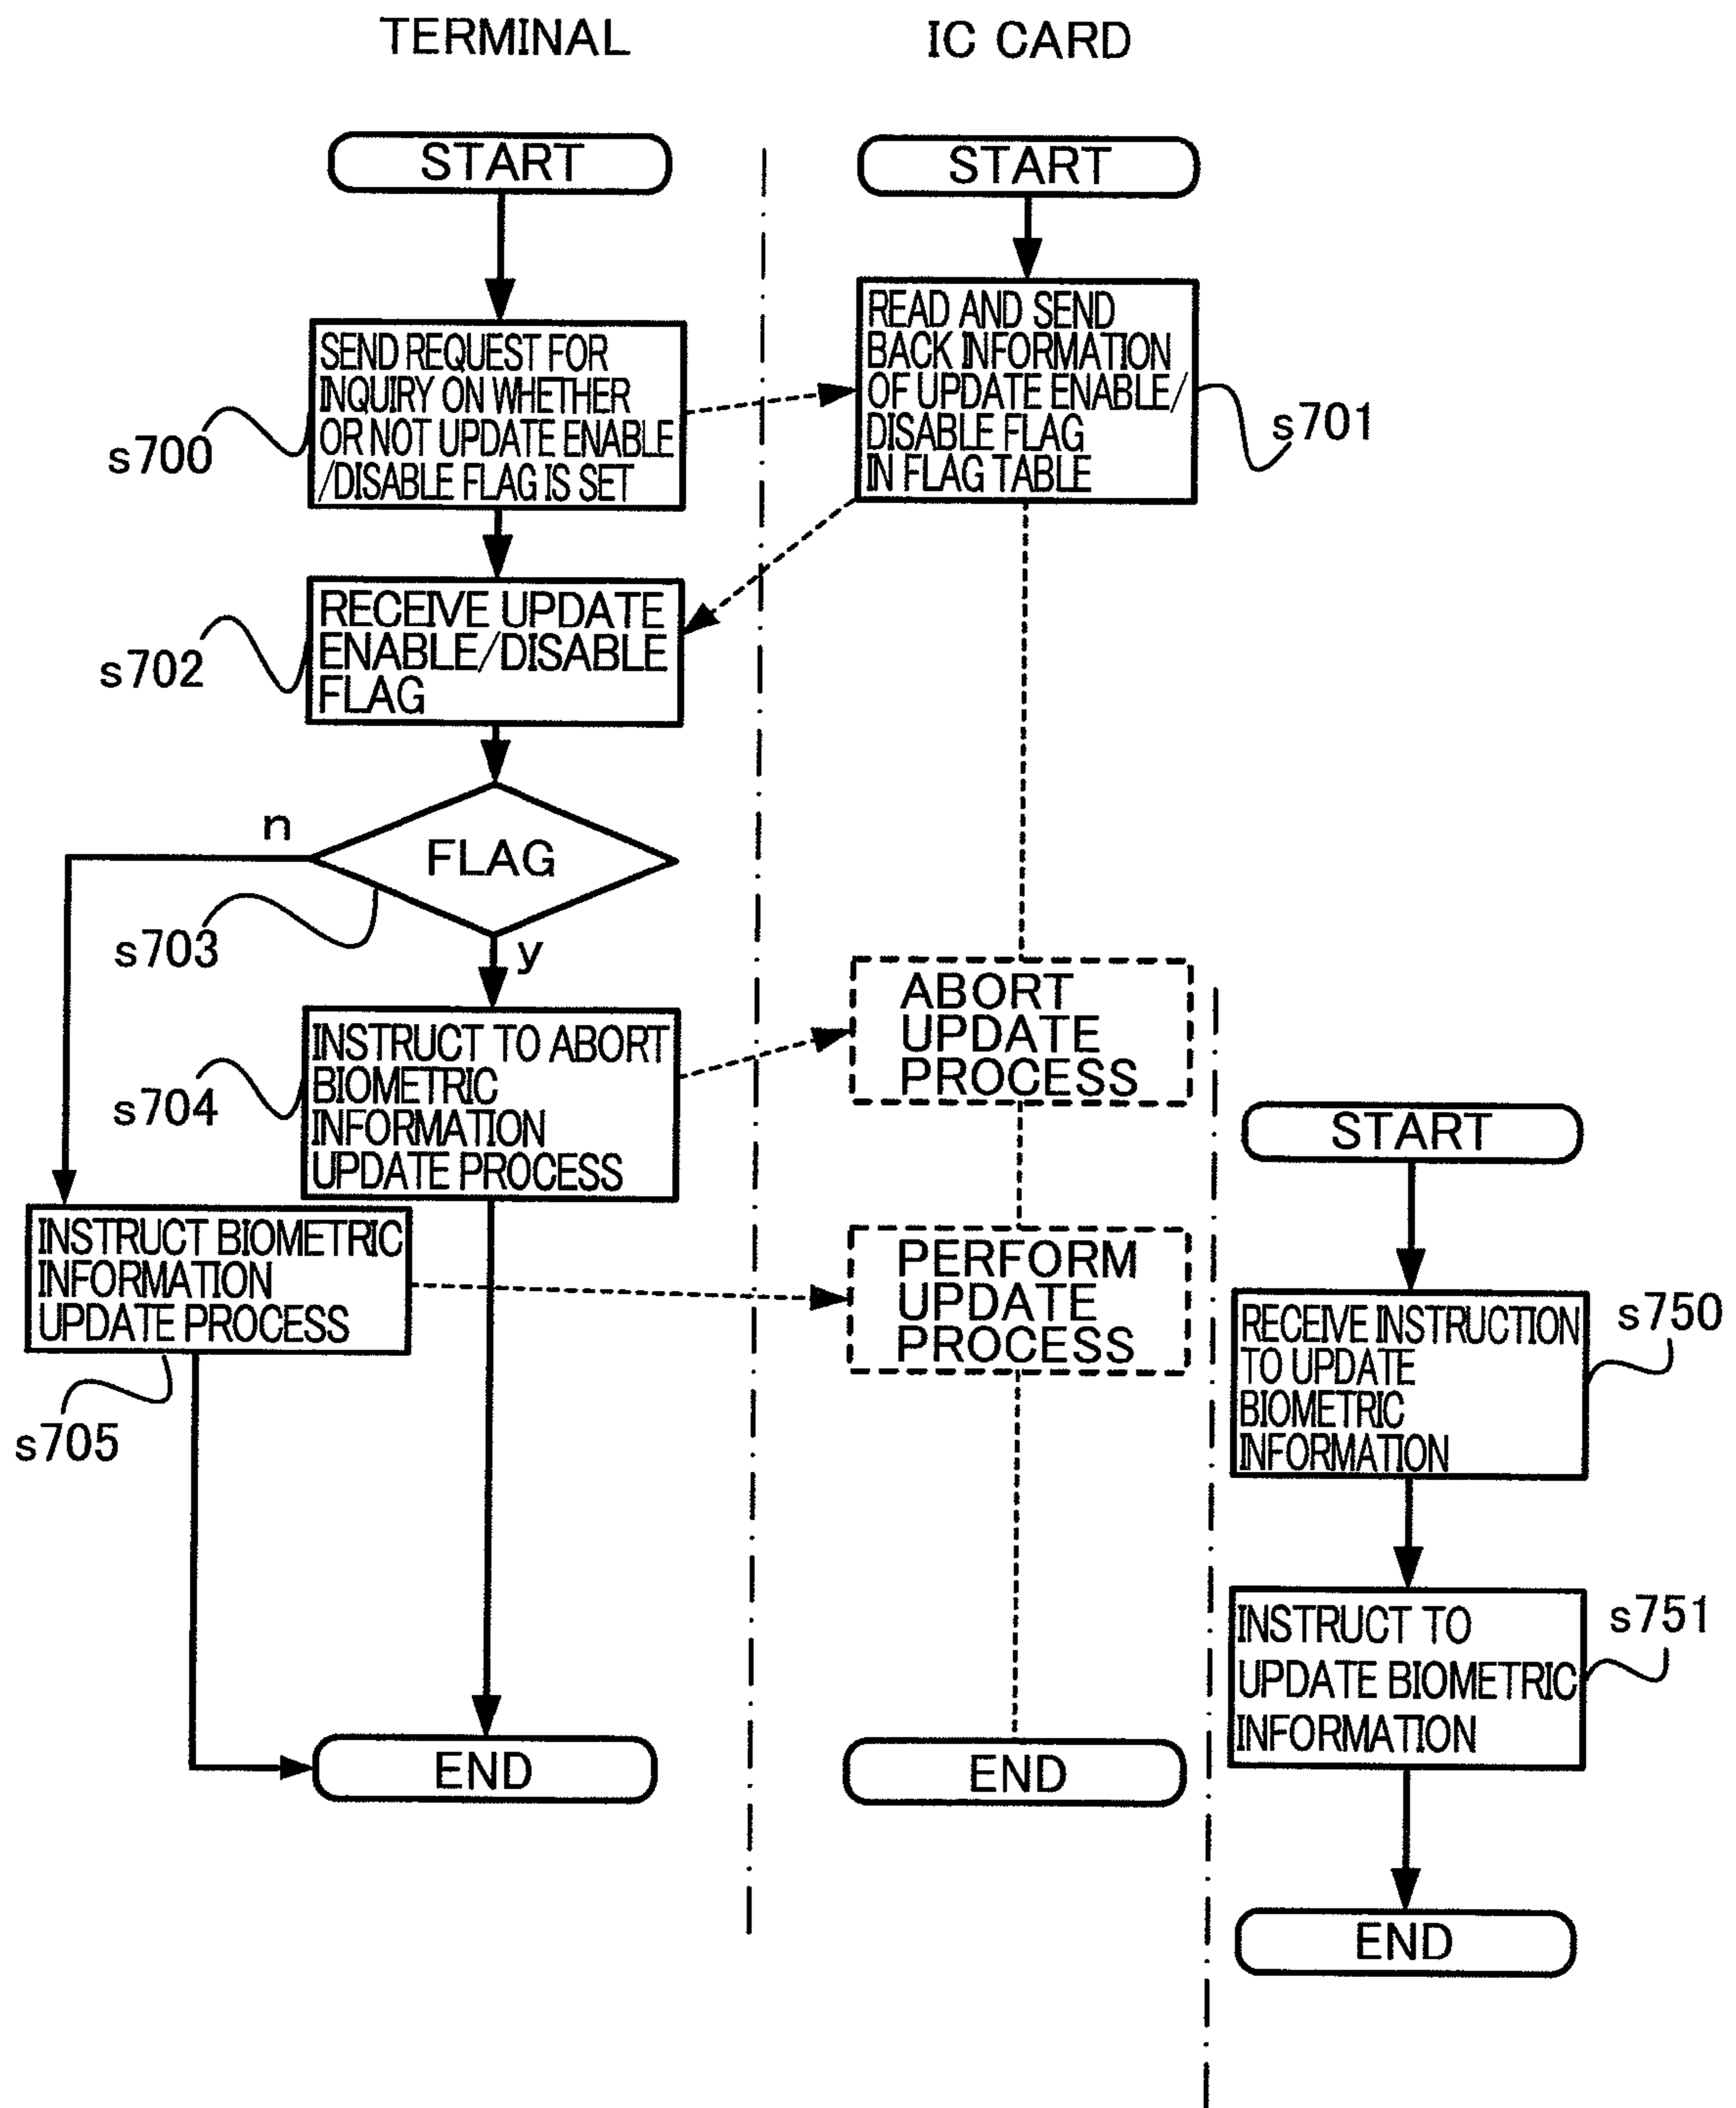 TERMINAL
IC CARD
START
START
SEND REQUEST FOR
INQUIRY ON WHETHER
OR NOT UPDATE ENABLE
/DISABLE FLAG IS SET
s700
READ AND SEND
BACK INFORMATION
OF UPDATE ENABLE/
DISABLE FLAG
IN FLAG TABLE
s701
RECEIVE UPDATE
ENABLE/DISABLE
FLAG
s702
n
FLAG
s703
y
INSTRUCT TO ABORT
BIOMETRIC
INFORMATION
UPDATE PROCESS
s704
ABORT
UPDATE
PROCESS
INSTRUCT BIOMETRIC
INFORMATION
UPDATE PROCESS
s705
PERFORM
UPDATE
PROCESS
END
END
START
RECEIVE INSTRUCTION
TO UPDATE
BIOMETRIC
INFORMATION
s750
INSTRUCT TO
UPDATE BIOMETRIC
INFORMATION
s751
END